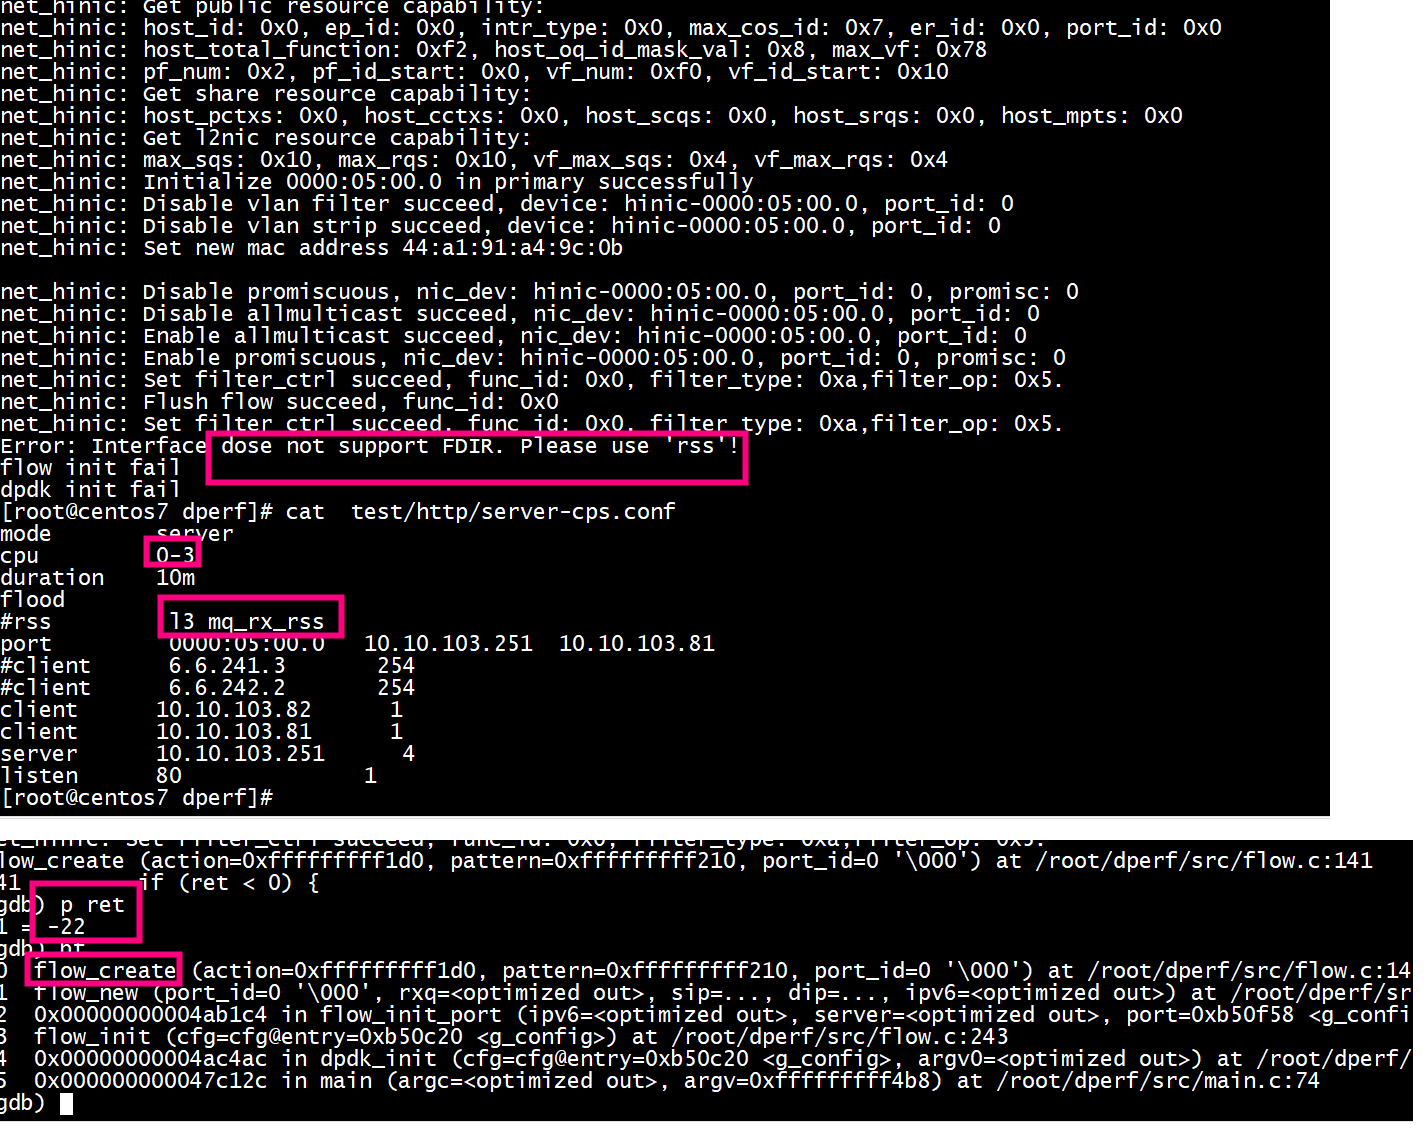 net_hinic: Get public resource capability:
net_hinic: host_id: 0x0, ep_id: 0x0, intr_type: 0x0, max_cos_id: 0x7, er_id: 0x0, port_id: 0x0
net_hinic: host_total_function: 0xf2, host_oq_id_mask_val: 0x8, max_vf: 0x78
net_hinic: pf_num: 0x2, pf_id_start: 0x0, vf_num: 0xf0, vf_id_start: 0x10
net_hinic: Get share resource capability:
net_hinic: host_pctxs: 0x0, host_cctxs: 0x0, host_scqs: 0x0, host_srqs: 0x0, host_mpts: 0x0
net_hinic: Get l2nic resource capability:
net_hinic: max_sqs: 0x10, max_rqs: 0x10, vf_max_sqs: 0x4, vf_max_rqs: 0x4
net_hinic: Initialize 0000:05:00.0 in primary successfully
net_hinic: Disable vlan filter succeed, device: hinic-0000:05:00.0, port_id: 0
net_hinic: Disable vlan strip succeed, device: hinic-0000:05:00.0, port_id: 0
net_hinic: Set new mac address 44:a1:91:a4:9c:0b
net_hinic: Disable promiscuous, nic_dev: hinic-0000:05:00.0, port_id: 0, promisc: 0
net_hinic: Disable allmulticast succeed, nic_dev: hinic-0000:05:00.0, port_id: 0
net_hinic: Enable allmulticast succeed, nic_dev: hinic-0000:05:00.0, port_id: 0
net_hinic: Enable promiscuous, nic_dev: hinic-0000:05:00.0, port_id: 0, promisc: 0
net_hinic: Set filter_ctrl succeed, func_id: 0x0, filter_type: 0xa,filter_op: 0x5.
net_hinic: Flush flow succeed, func_id: 0x0
net_hinic: Set filter_ctrl succeed, func_id: 0x0, filter_type: 0xa,filter_op: 0x5.
Error: Interface dose not support FDIR. Please use 'rss'!
flow init fail
dpdk init fail
[root@centos7 dperf]# cat  test/http/server-cps.conf
mode        server
cpu         0-3
duration    10m
flood
#rss         l3 mq_rx_rss
port         0000:05:00.0   10.10.103.251  10.10.103.81
#client      6.6.241.3       254
#client      6.6.242.2       254
client      10.10.103.82      1
client      10.10.103.81      1
server      10.10.103.251      4
listen      80              1
[root@centos7 dperf]#
et_hinic: Set filter_ctrl succeed, func_id: 0x0, filter_type: 0xa,filter_op: 0x5.
low_create (action=0xfffffffff1d0, pattern=0xfffffffff210, port_id=0 '\000') at /root/dperf/src/flow.c:141
41         if (ret < 0) {
gdb) p ret
1 = -22
gdb) bt
0  flow_create (action=0xfffffffff1d0, pattern=0xfffffffff210, port_id=0 '\000') at /root/dperf/src/flow.c:14
1  flow_new (port_id=0 '\000', rxq=<optimized out>, sip=..., dip=..., ipv6=<optimized out>) at /root/dperf/sr
2  0x00000000004ab1c4 in flow_init_port (ipv6=<optimized out>, server=<optimized out>, port=0xb50f58 <g_confi
3  flow_init (cfg=cfg@entry=0xb50c20 <g_config>) at /root/dperf/src/flow.c:243
4  0x00000000004ac4ac in dpdk_init (cfg=cfg@entry=0xb50c20 <g_config>, argv0=<optimized out>) at /root/dperf/
5  0x000000000047c12c in main (argc=<optimized out>, argv=0xfffffffff4b8) at /root/dperf/src/main.c:74
gdb)